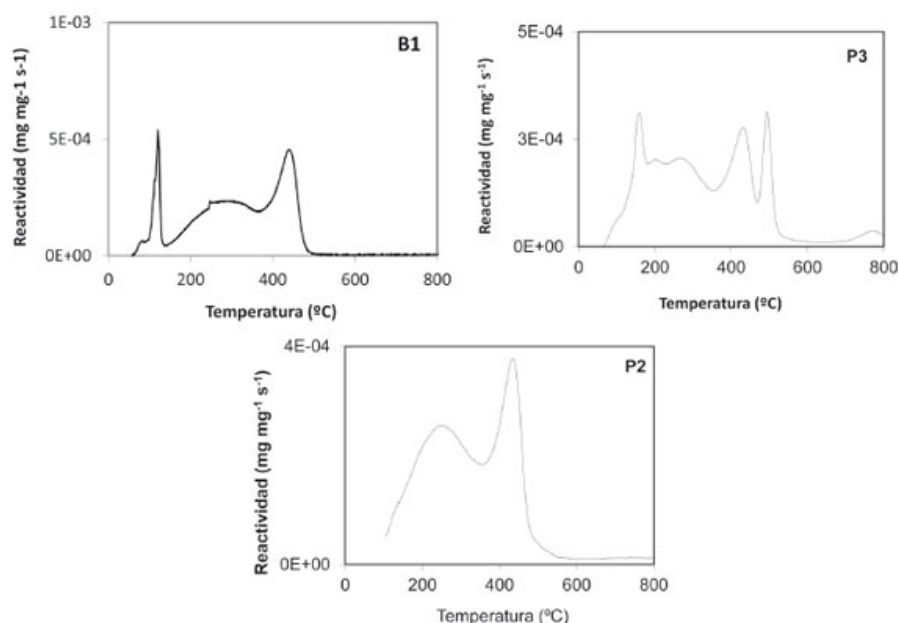 B1
1E-03
5E-04
0E+00
Reactividad (mg mg-1 s-1)
0 200 400 600 800
Temperatura (ºC)
P3
5E-04
3E-04
0E+00
Reactividad (mg mg⁻¹ s⁻¹)
0 200 400 600 800
Temperatura (ºC)
P2
4E-04
0E+00
Reactividad (mg mg⁻¹ s⁻¹)
0 200 400 600 800
Temperatura (ºC)